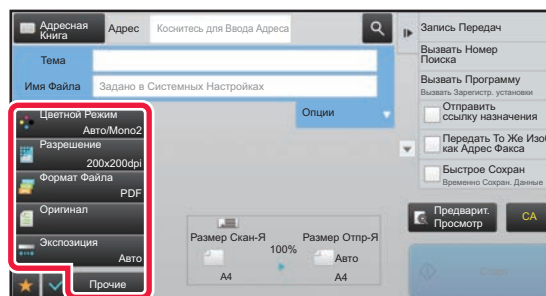 Адресная
Книга
Адрес
Коснитесь для Ввода Адреса
Тема
Имя Файла
Задано в Системных Настройках
Опции
Цветной Режим
Авто/Mono2
Разрешение
200x200dpi
Формат Файла
PDF
Оригинал
Экспозиция
Авто
Прочие
Размер Скан-Я
A4
100%
Размер Отпр-Я
Авто
A4
Запись Передач
Вызвать Номер
Поиска
Вызвать Программу
Вызвать Зарегистр. установки
Отправить
ссылку назначения
Передать То Же Изо
как Адрес Факса
Быстрое Сохран
Временно Сохран. Данные
Предварит.
Просмотр
CA
Старт